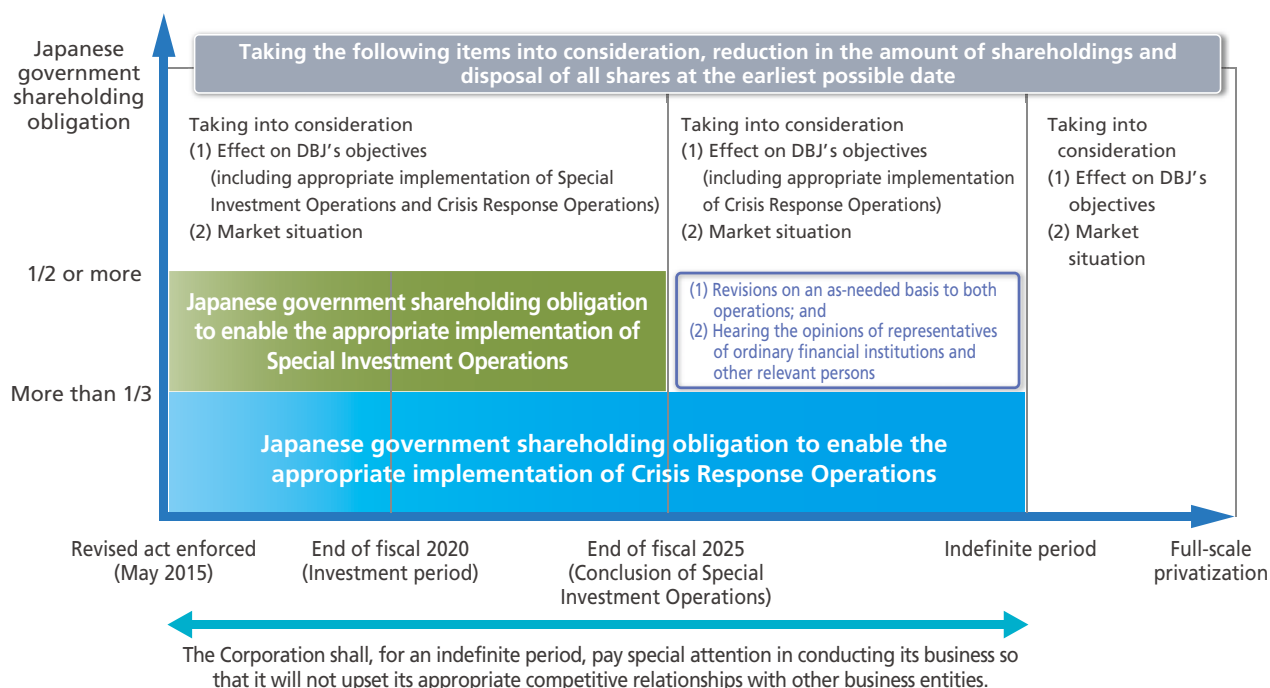 Japanese
government
shareholding
obligation
Taking the following items into consideration, reduction in the amount of shareholdings and
disposal of all shares at the earliest possible date
Taking into consideration
(1) Effect on DBJ's objectives
(including appropriate implementation of Special
Investment Operations and Crisis Response Operations)
(2) Market situation
Taking into consideration
(1) Effect on DBJ's objectives
(including appropriate implementation
of Crisis Response Operations)
(2) Market situation
Taking into
consideration
(1) Effect on DBJ's
objectives
(2) Market
situation
1/2 or more
Japanese government shareholding obligation
to enable the appropriate implementation of
Special Investment Operations
(1) Revisions on an as-needed basis to both
operations; and
(2) Hearing the opinions of representatives
of ordinary financial institutions and
other relevant persons
More than 1/3
Japanese government shareholding obligation to enable the
appropriate implementation of Crisis Response Operations
Revised act enforced
(May 2015)
End of fiscal 2020
(Investment period)
End of fiscal 2025
(Conclusion of Special
Investment Operations)
Indefinite period
Full-scale
privatization
The Corporation shall, for an indefinite period, pay special attention in conducting its business so
that it will not upset its appropriate competitive relationships with other business entities.